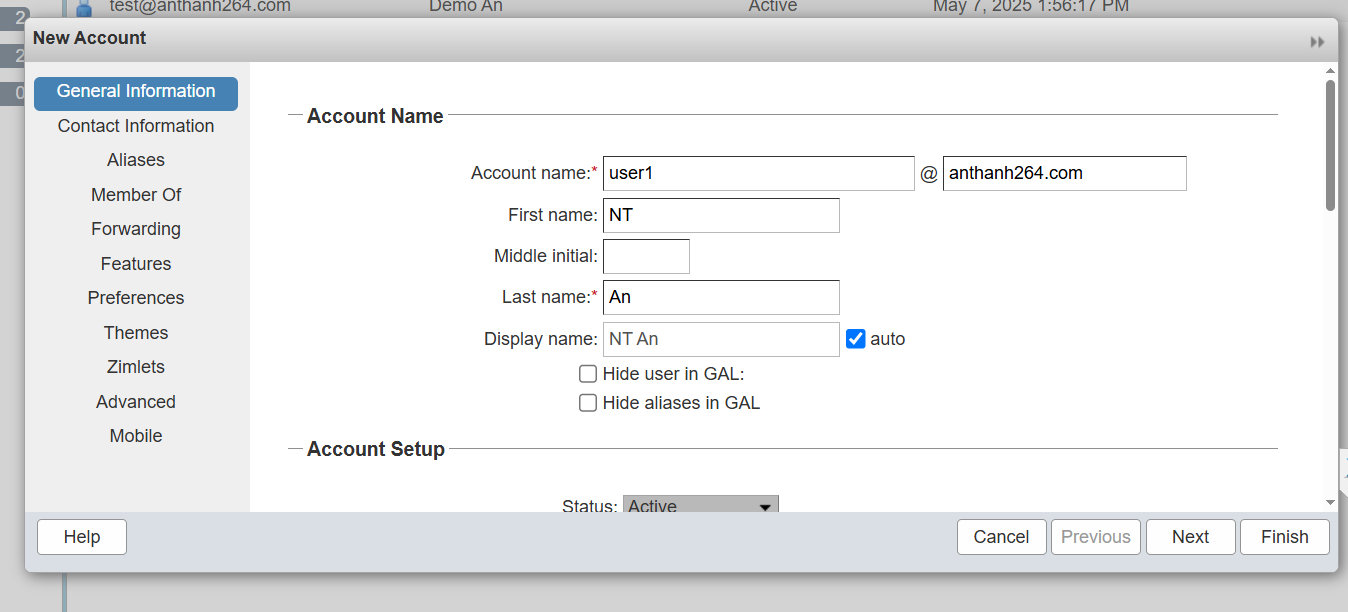 test@anthanh264.com Demo An Active May 7, 2025 1:56:17 PM
2
New Account
2
0
General Information
Contact Information
Aliases
Member Of
Forwarding
Features
Preferences
Themes
Zimlets
Advanced
Mobile
Account Name
Account name:* user1 @ anthanh264.com
First name: NT
Middle initial:
Last name:* An
Display name: NT An auto
Hide user in GAL:
Hide aliases in GAL
Account Setup
Status: Active
Help Cancel Previous Next Finish